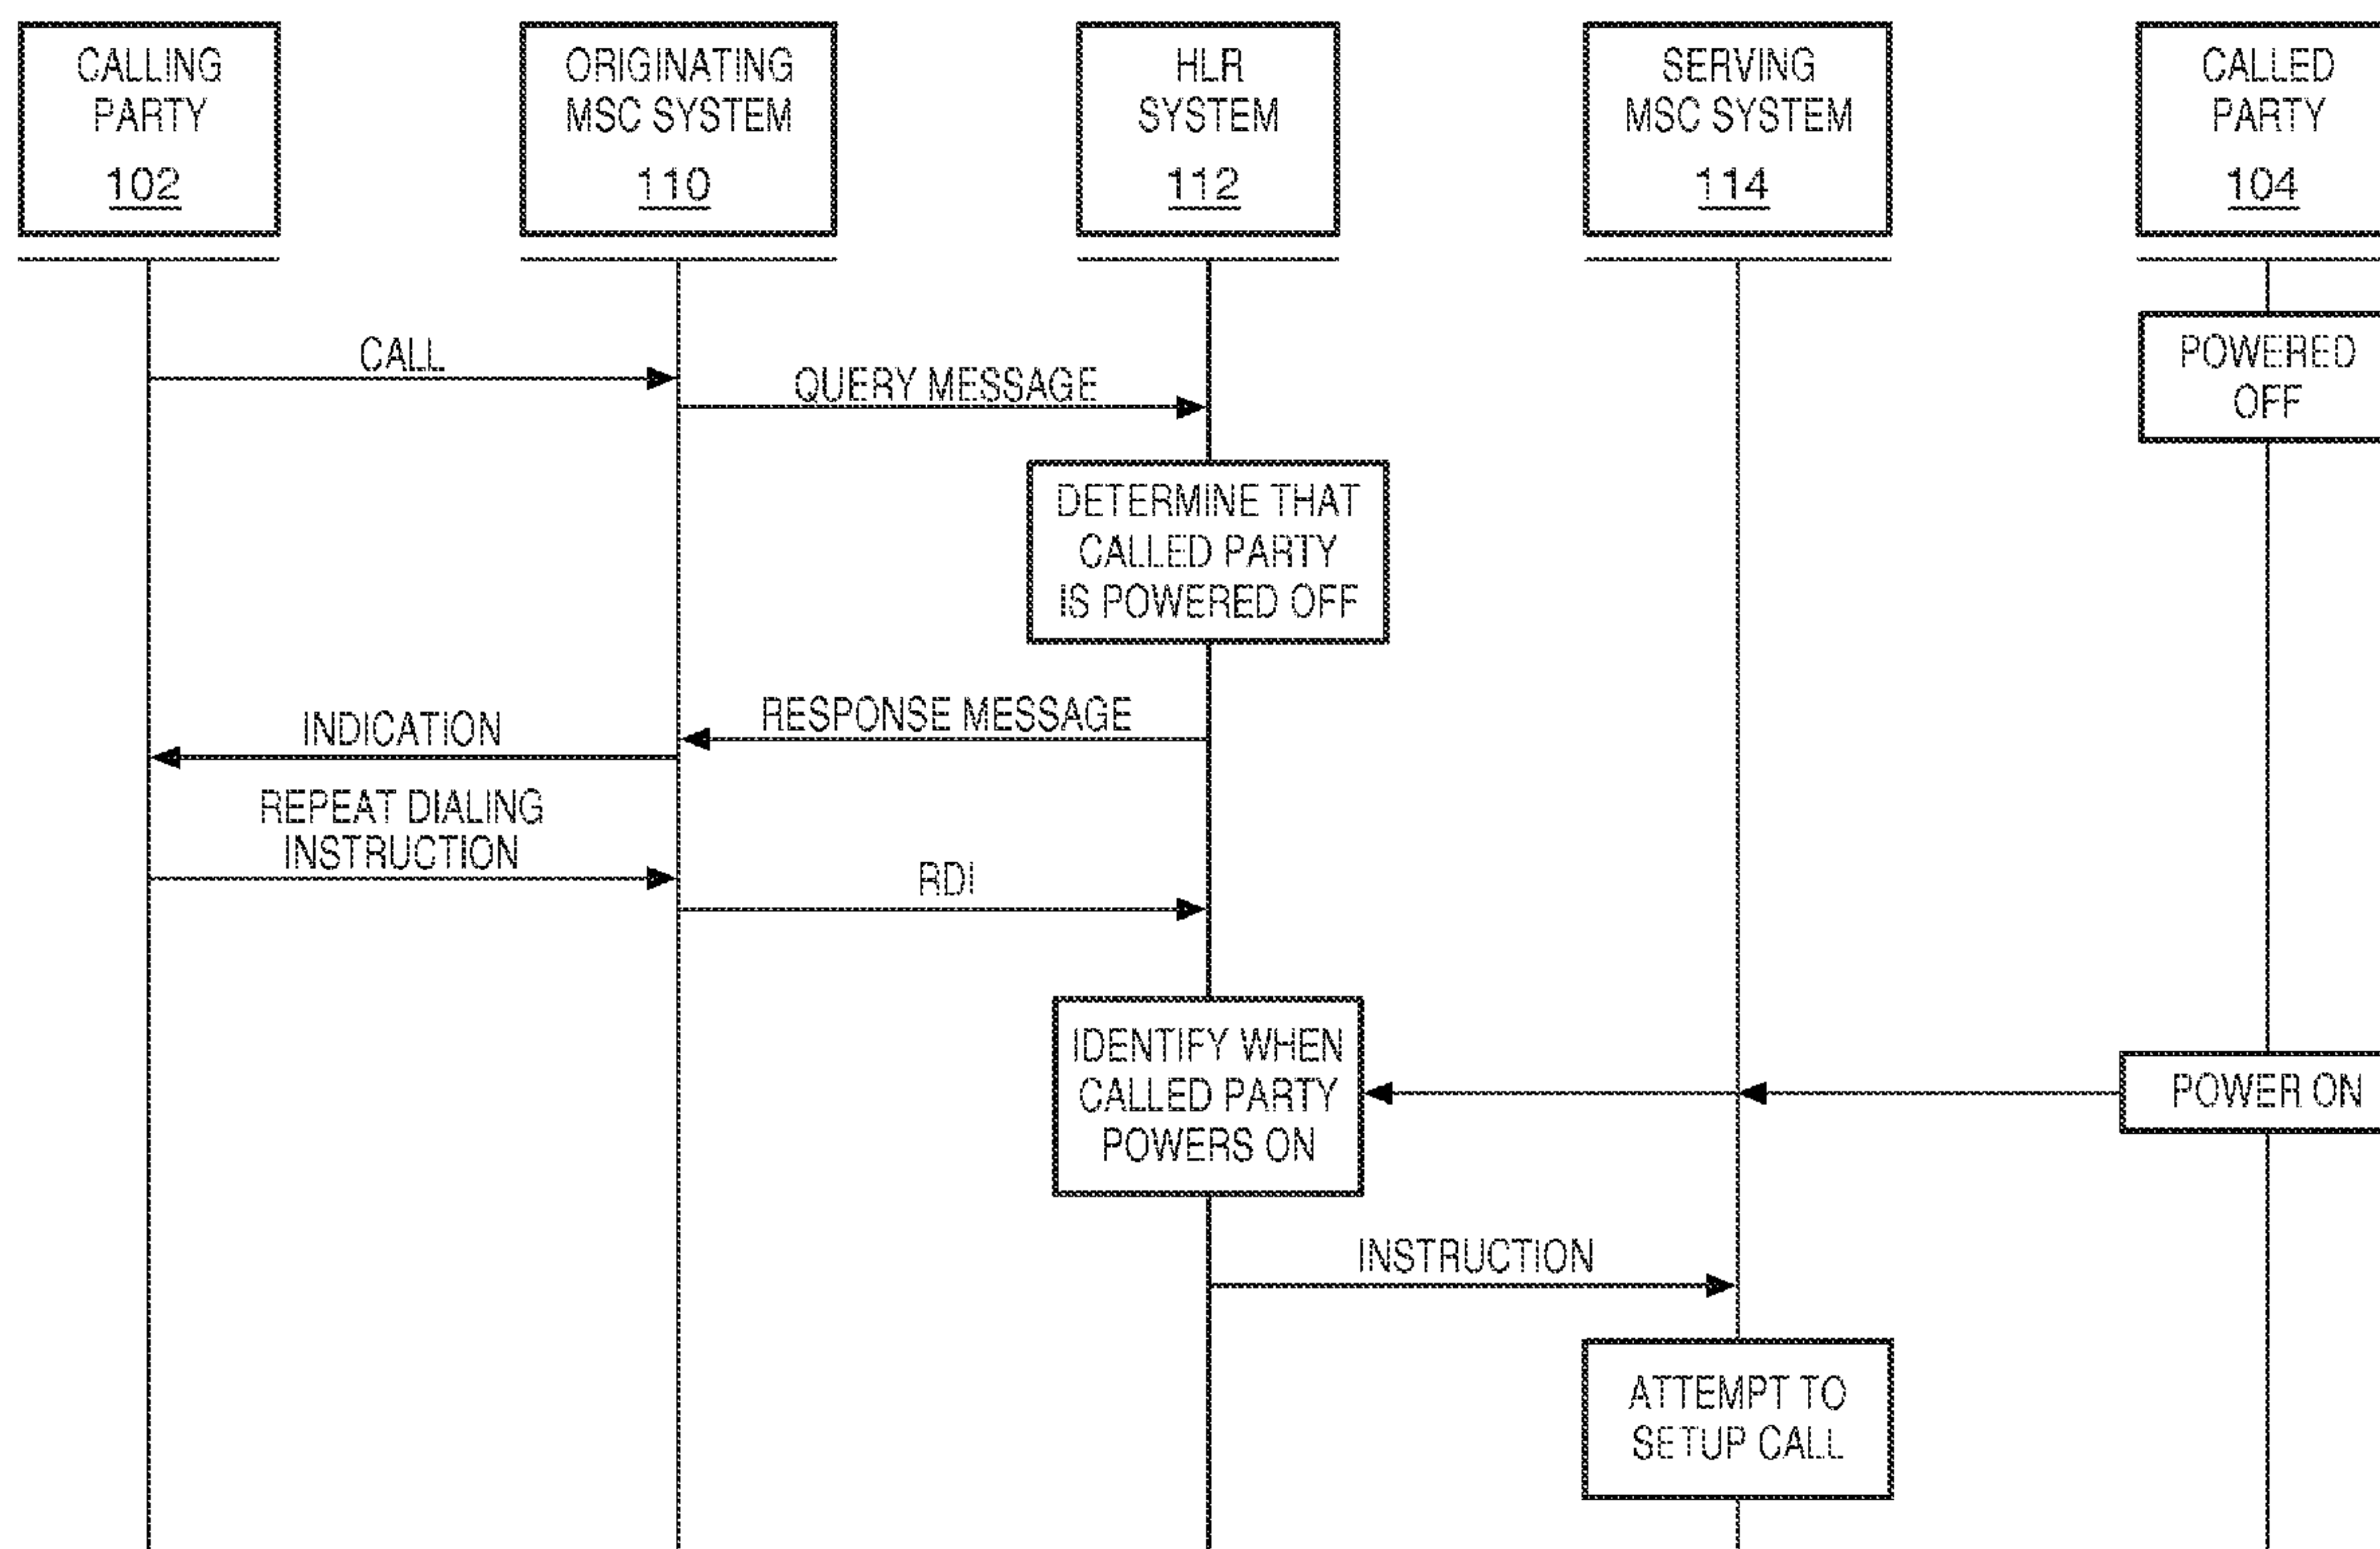 CALLING
PARTY
102
ORIGINATING
MSC SYSTEM
110
HLR
SYSTEM
112
SERVING
MSC SYSTEM
114
CALLED
PARTY
104
POWERED
OFF
CALL
QUERY MESSAGE
DETERMINE THAT
CALLED PARTY
IS POWERED OFF
RESPONSE MESSAGE
INDICATION
REPEAT DIALING
INSTRUCTION
RDI
IDENTIFY WHEN
CALLED PARTY
POWERS ON
POWER ON
INSTRUCTION
ATTEMPT TO
SETUP CALL